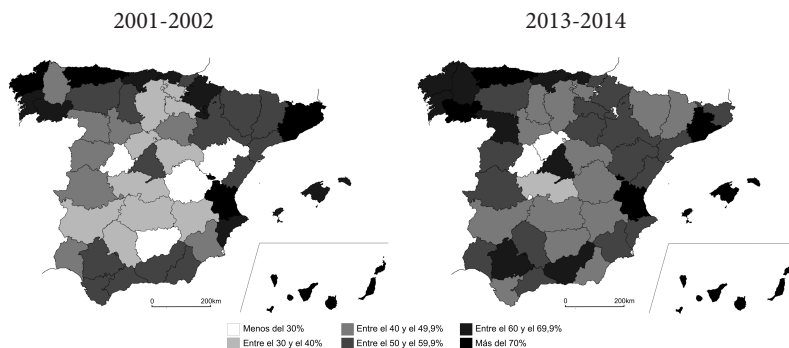 2001-2002
2013-2014
0 200km
0 200km
Menos del 30%
Entre el 40 y el 49,9%
Entre el 60 y el 69,9%
Entre el 30 y el 40%
Entre el 50 y el 59,9%
Más del 70%